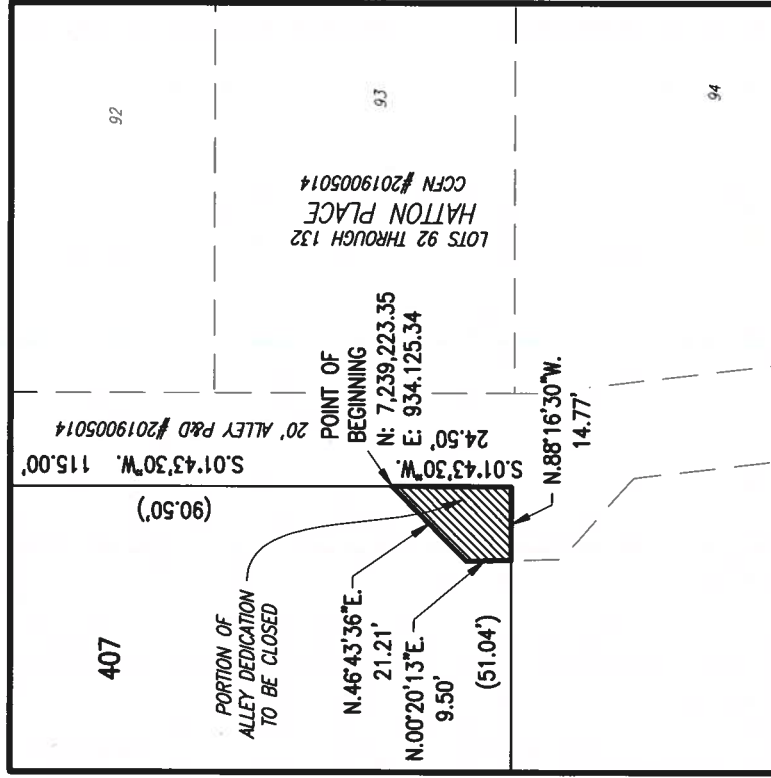 92
93
94
LOTS 92 THROUGH 132
HATTON PLACE
CCFN #2019005014
20' ALLEY P&D #2019005014
S.01°43'30"W. 115.00'
(90.50')
407
PORTION OF
ALLEY DEDICATION
TO BE CLOSED
POINT OF
BEGINNING
N: 7,239,223.35
E: 934.125.34
S.01°43'30"W.
24.50'
N.88°16'30"W.
14.77'
N.46°43'36"E.
21.21'
N.00°20'13"E.
9.50'
(51.04')